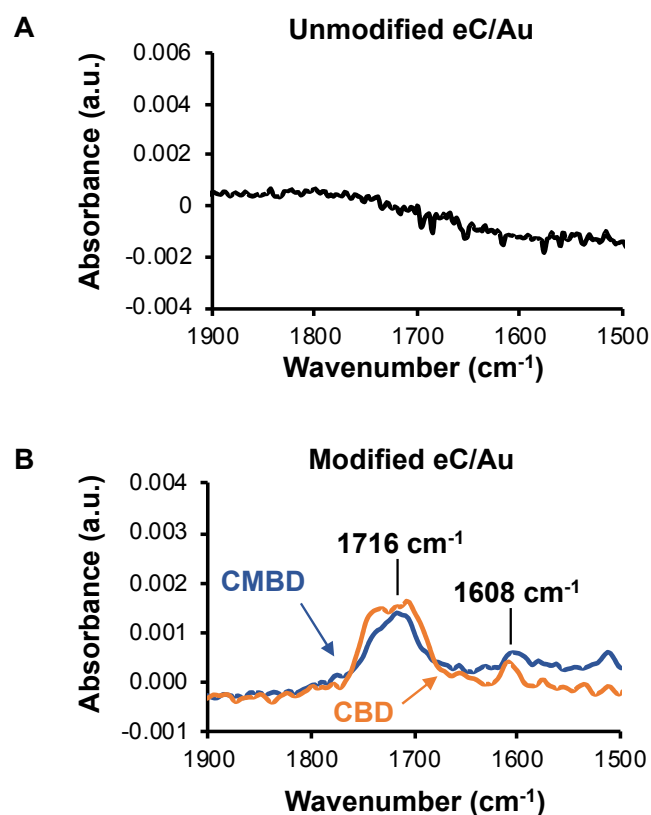 A
Unmodified eC/Au
Absorbance (a.u.)
0.006
0.004
0.002
0
-0.002
-0.004
1900
1800
1700
1600
1500
Wavenumber (cm⁻¹)
B
Modified eC/Au
Absorbance (a.u.)
0.004
0.003
0.002
0.001
0.000
-0.001
1716 cm⁻¹
CMBD
1608 cm⁻¹
CBD
1900
1800
1700
1600
1500
Wavenumber (cm⁻¹)